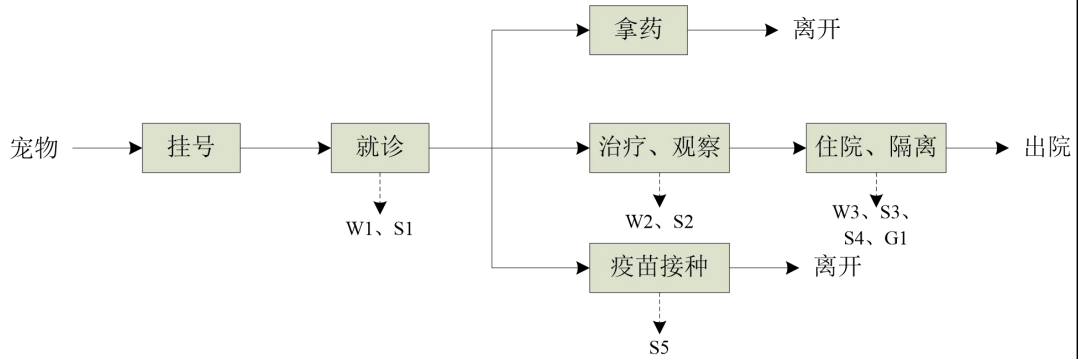 拿药
离开
宠物
挂号
就诊
治疗、观察
住院、隔离
出院
W1、S1
W2、S2
W3、S3、
S4、G1
疫苗接种
离开
S5